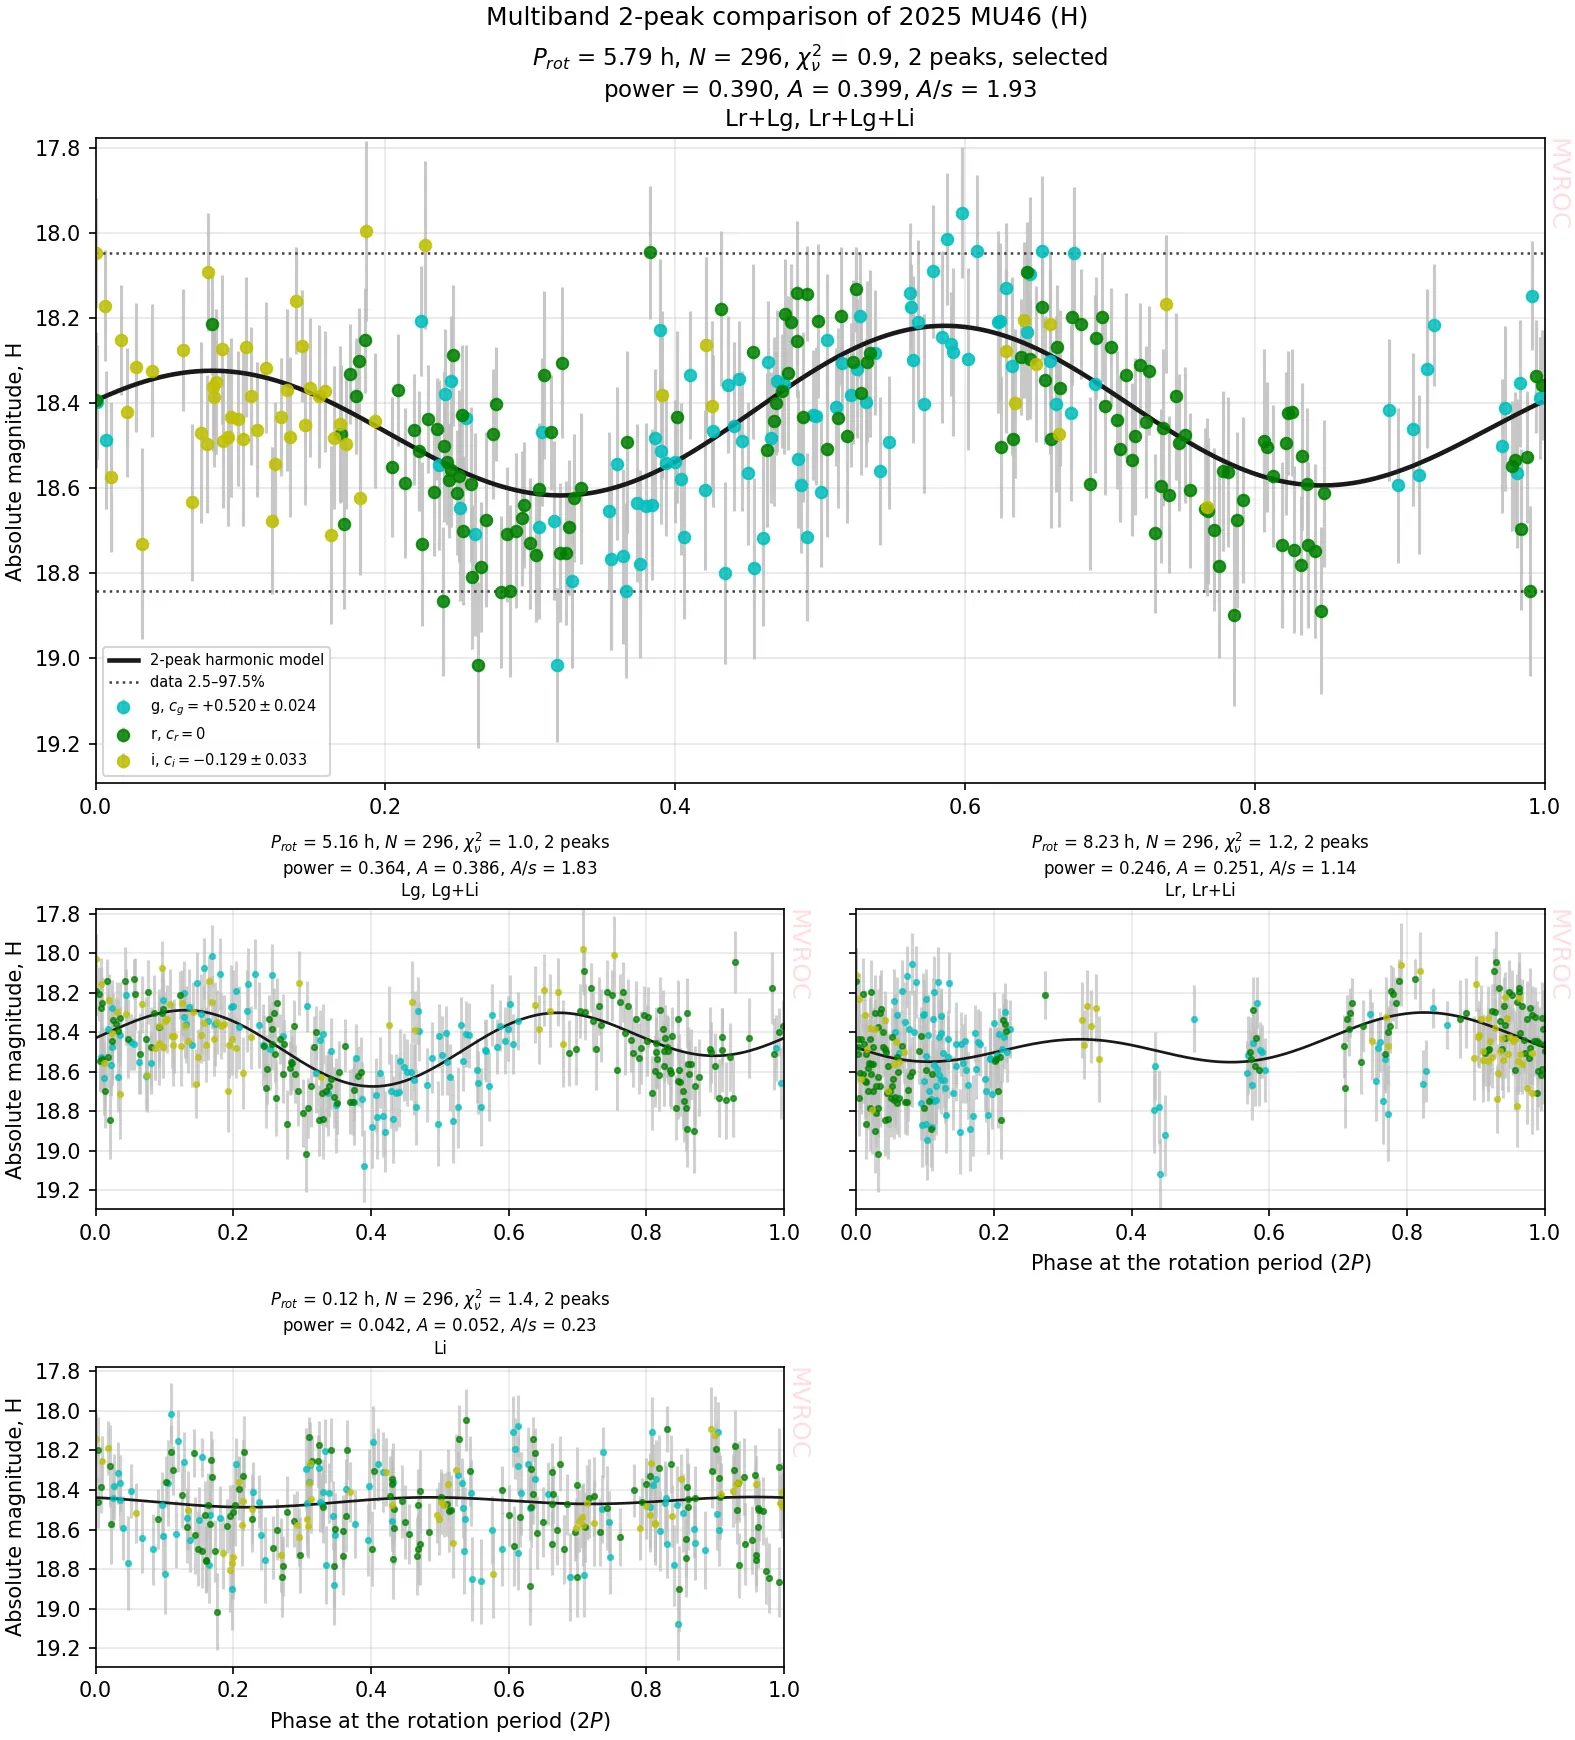 Multiband 2-peak comparison of 2025 MU46 (H)
P_rot = 5.79 h, N = 296, χ²_ν = 0.9, 2 peaks, selected
power = 0.390, A = 0.399, A/s = 1.93
Lr+Lg, Lr+Lg+Li
17.8
18.0
18.2
18.4
18.6
18.8
19.0
19.2
Absolute magnitude, H
MVROC
2-peak harmonic model
data 2.5–97.5%
g, c_g = +0.520 ± 0.024
r, c_r = 0
i, c_i = −0.129 ± 0.033
0.0 0.2 0.4 0.6 0.8 1.0
P_rot = 5.16 h, N = 296, χ²_ν = 1.0, 2 peaks
power = 0.364, A = 0.386, A/s = 1.83
Lg, Lg+Li
17.8
18.0
18.2
18.4
18.6
18.8
19.0
19.2
Absolute magnitude, H
MVROC
0.0 0.2 0.4 0.6 0.8 1.0
P_rot = 8.23 h, N = 296, χ²_ν = 1.2, 2 peaks
power = 0.246, A = 0.251, A/s = 1.14
Lr, Lr+Li
MVROC
0.0 0.2 0.4 0.6 0.8 1.0
Phase at the rotation period (2P)
P_rot = 0.12 h, N = 296, χ²_ν = 1.4, 2 peaks
power = 0.042, A = 0.052, A/s = 0.23
Li
17.8
18.0
18.2
18.4
18.6
18.8
19.0
19.2
Absolute magnitude, H
MVROC
0.0 0.2 0.4 0.6 0.8 1.0
Phase at the rotation period (2P)